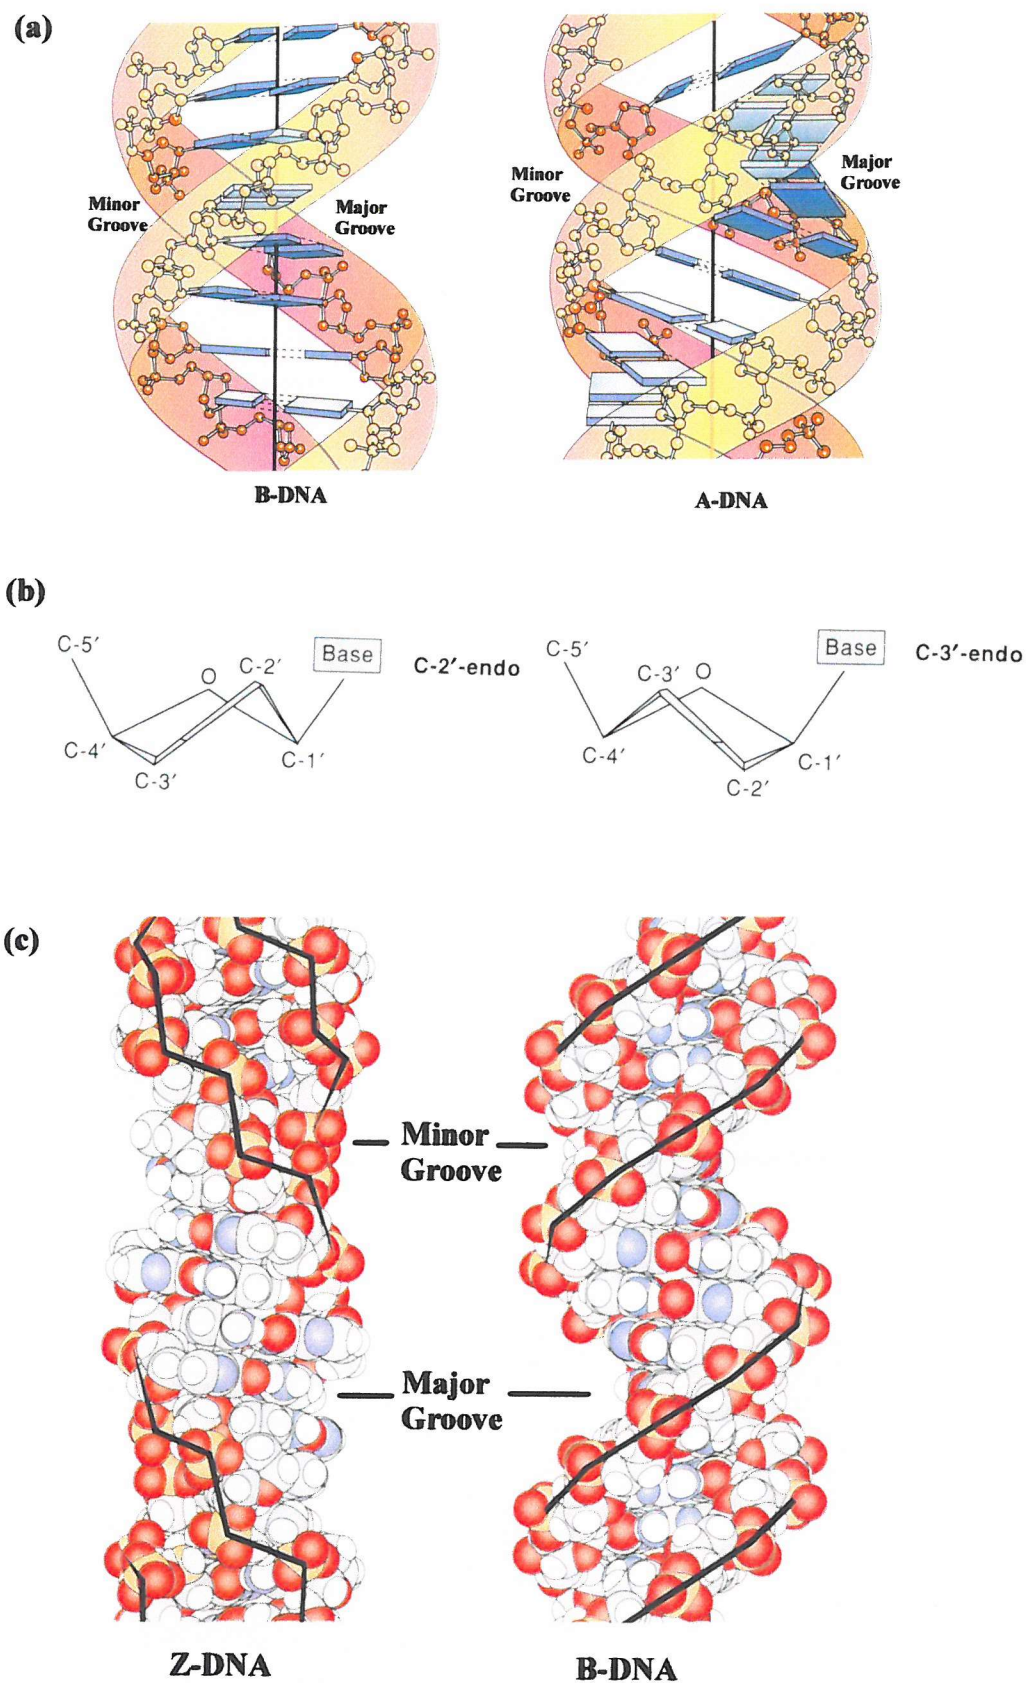 (a)
Minor
Groove
Major
Groove
Minor
Groove
Major
Groove
B-DNA
A-DNA
(b)
C-5′
O
C-2′
Base
C-2′-endo
C-4′
C-3′
C-1′
C-5′
C-3′
O
Base
C-3′-endo
C-4′
C-2′
C-1′
(c)
Minor
Groove
Major
Groove
Z-DNA
B-DNA